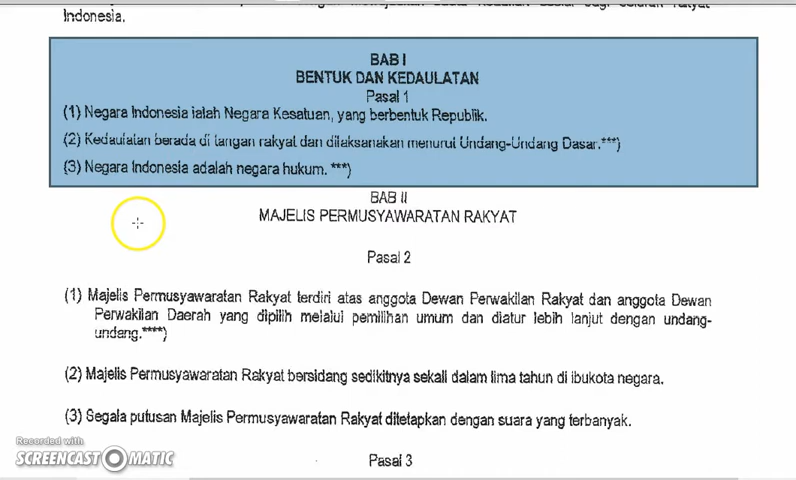 Indonesia.
BAB I
BENTUK DAN KEDAULATAN
Pasal 1
(1) Negara Indonesia ialah Negara Kesatuan, yang berbentuk Republik.
(2) Kedaulatan berada di tangan rakyat dan dilaksanakan menurut Undang-Undang Dasar.***)
(3) Negara Indonesia adalah negara hukum. ***)
BAB II
MAJELIS PERMUSYAWARATAN RAKYAT
Pasal 2
(1) Majelis Permusyawaratan Rakyat terdiri atas anggota Dewan Perwakilan Rakyat dan anggota Dewan
Perwakilan Daerah yang dipilih melalui pemilihan umum dan diatur lebih lanjut dengan undang-
undang.****)
(2) Majelis Permusyawaratan Rakyat bersidang sedikitnya sekali dalam lima tahun di ibukota negara.
(3) Segala putusan Majelis Permusyawaratan Rakyat ditetapkan dengan suara yang terbanyak.
Recorded with
SCREENCAST O MATIC
Pasal 3